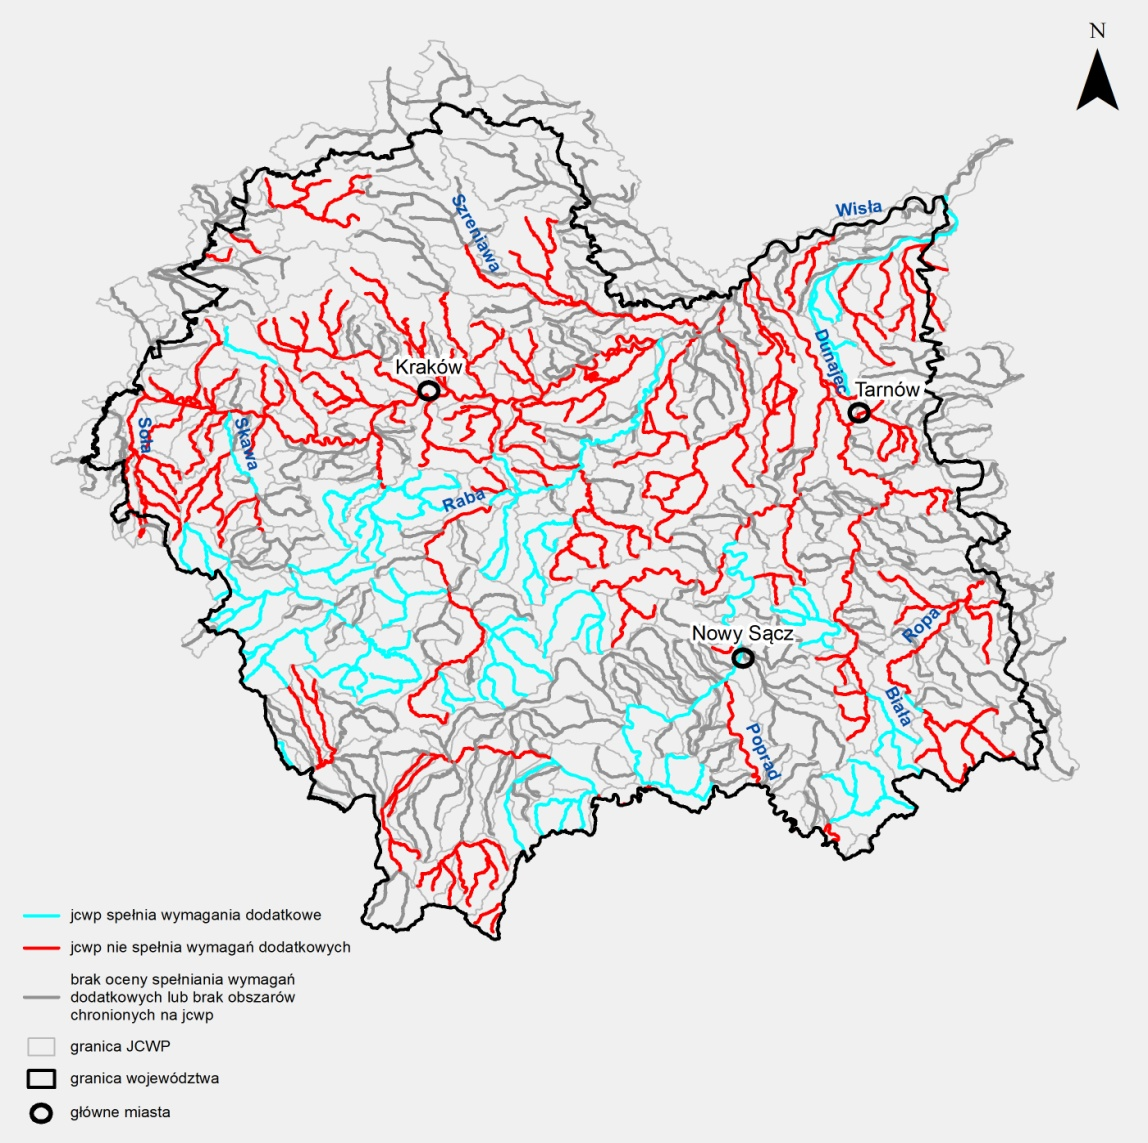 N
Wisła
Szreniawa
Dunajec
Kraków
Tarnów
Soła
Skawa
Raba
Nowy Sącz
Ropa
Biała
Poprad
jcwp spełnia wymagania dodatkowe
jcwp nie spełnia wymagań dodatkowych
brak oceny spełniania wymagań
dodatkowych lub brak obszarów
chronionych na jcwp
granica JCWP
granica województwa
główne miasta